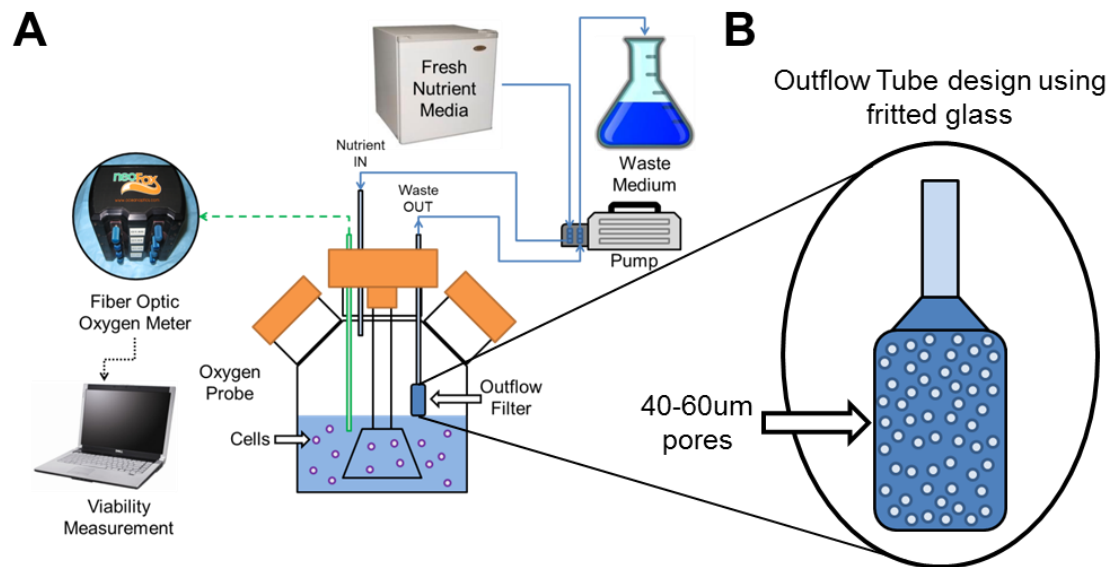 A
B
Fresh
Nutrient
Media
Waste
Medium
Nutrient
IN
Waste
OUT
Pump
neoFox
Fiber Optic
Oxygen Meter
Oxygen
Probe
Outflow
Filter
Cells
Viability
Measurement
Outflow Tube design using
fritted glass
40-60um
pores